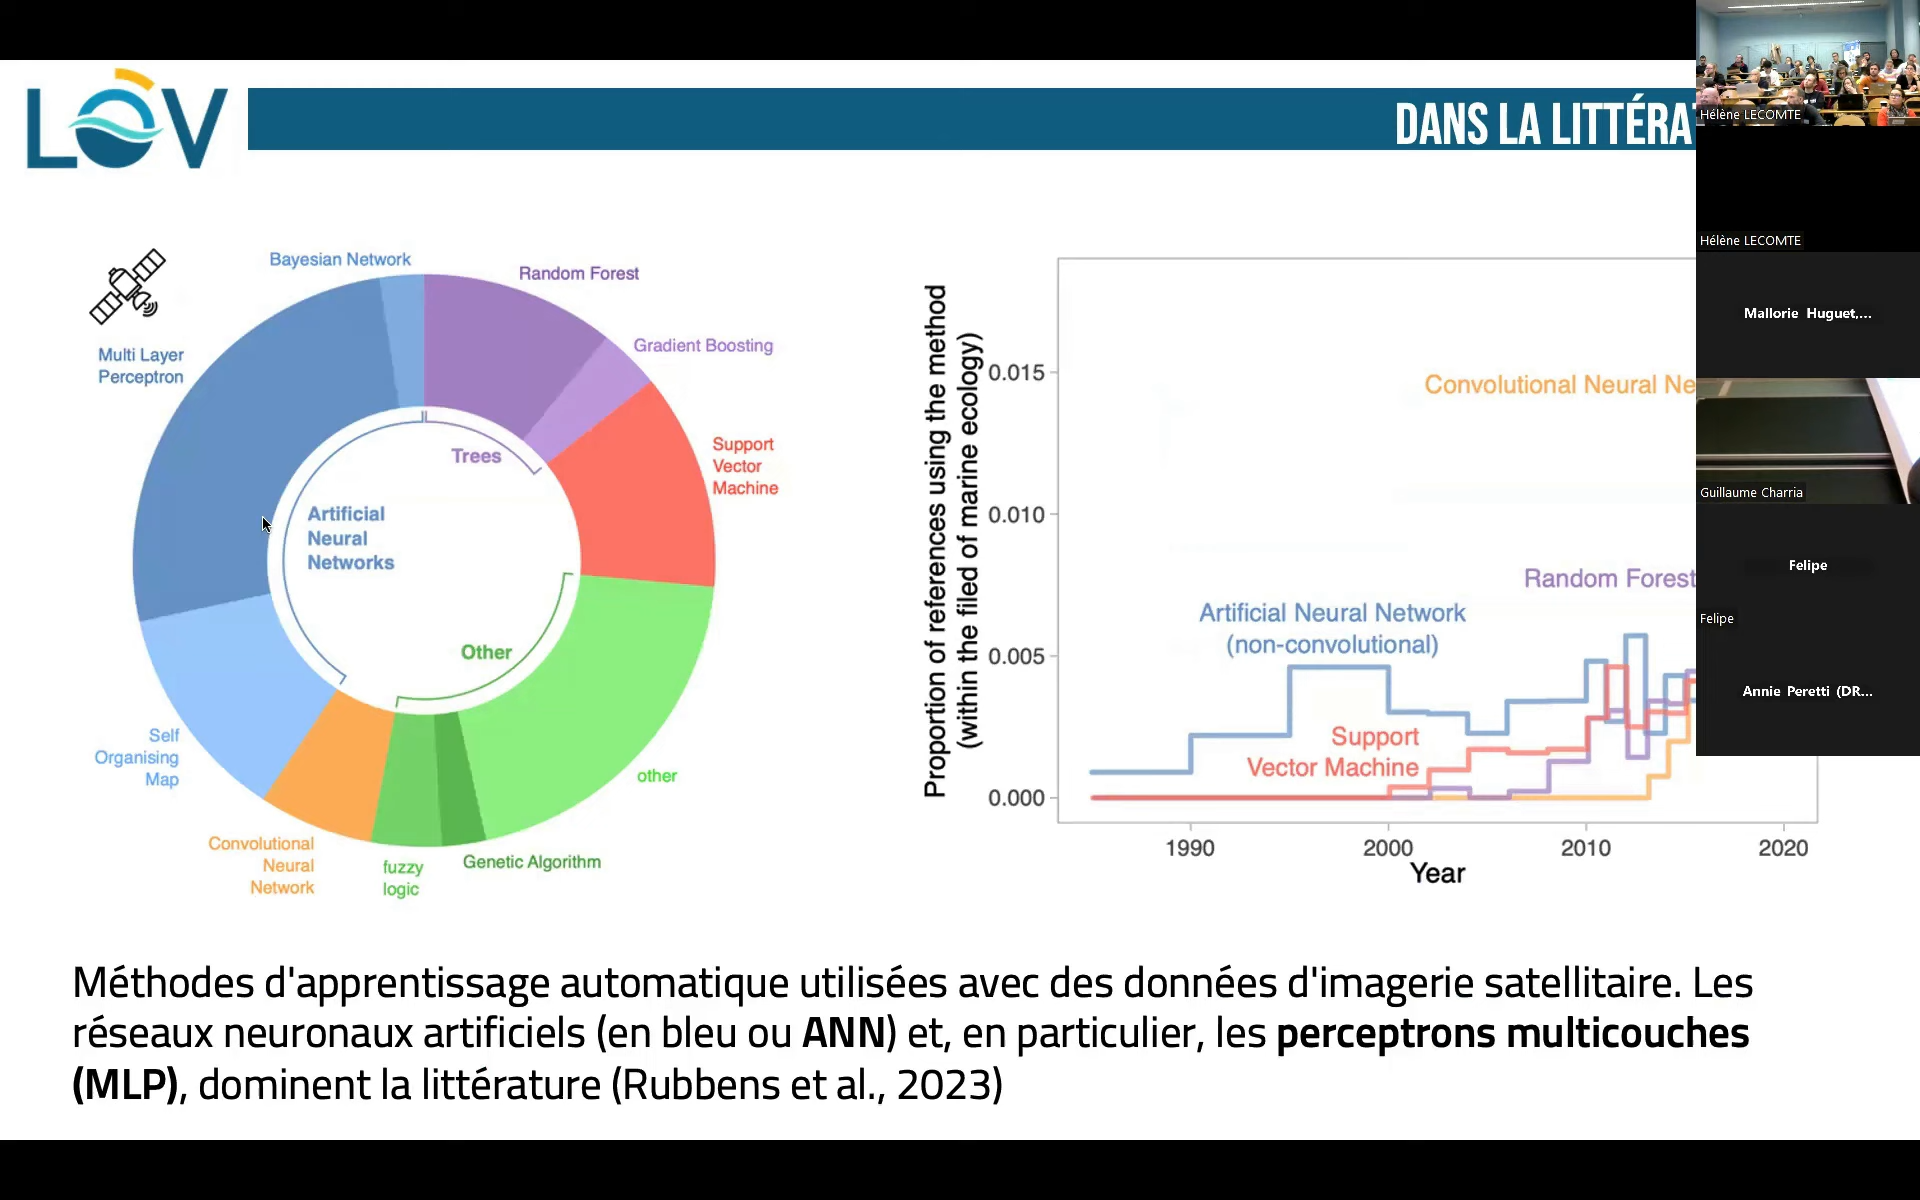 LOV
DANS LA LITTÉRA
Bayesian Network
Random Forest
Gradient Boosting
Multi Layer
Perceptron
Support
Vector
Machine
Trees
Artificial
Neural
Networks
Other
Self
Organising
Map
other
Convolutional
Neural
Network
fuzzy
logic
Genetic Algorithm
Proportion of references using the method
(within the filed of marine ecology)
0.015
0.010
0.005
0.000
Convolutional Neural Ne
Random Forest
Artificial Neural Network
(non-convolutional)
Support
Vector Machine
1990
2000
2010
2020
Year
Méthodes d'apprentissage automatique utilisées avec des données d'imagerie satellitaire. Les
réseaux neuronaux artificiels (en bleu ou ANN) et, en particulier, les perceptrons multicouches
(MLP), dominent la littérature (Rubbens et al., 2023)
Hélène LECOMTE
Hélène LECOMTE
Mallorie Huguet,...
Guillaume Charria
Felipe
Felipe
Annie Peretti (DR...